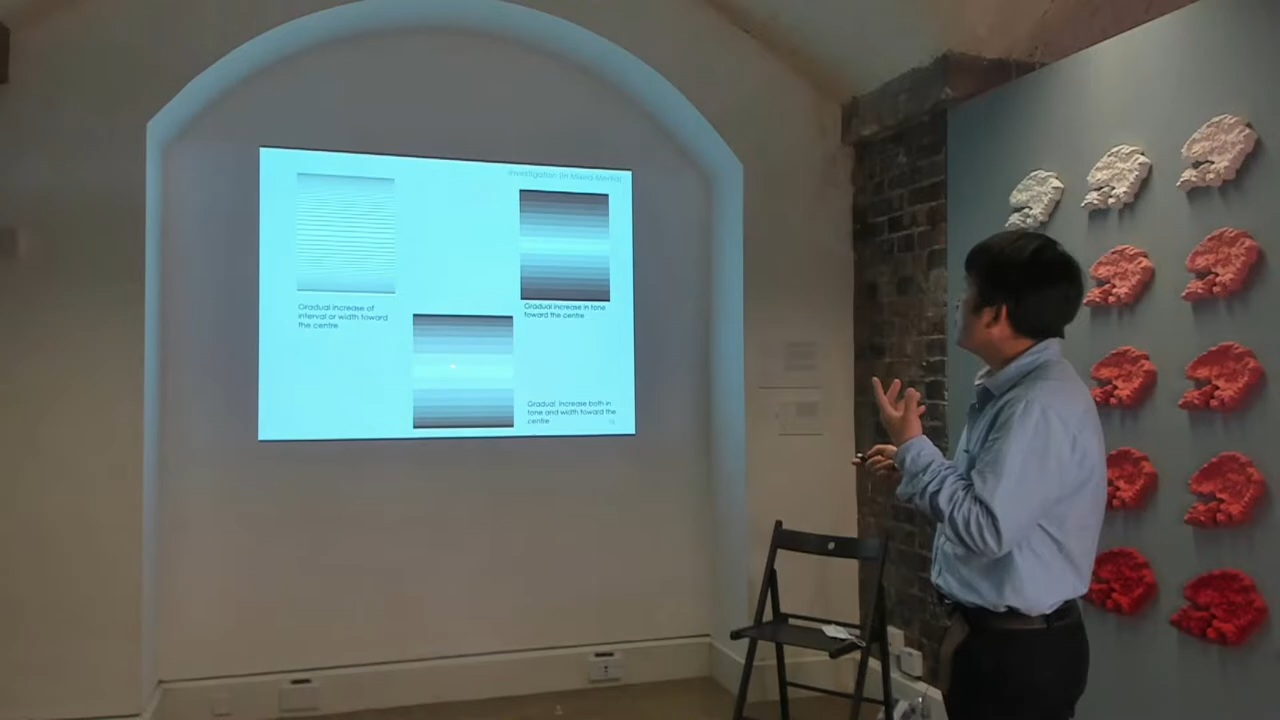 Investigation (in Mixed-Media)
Gradual increase of
interval or width toward
the centre
Gradual increase in tone
toward the centre
Gradual increase both in
tone and width toward the
centre